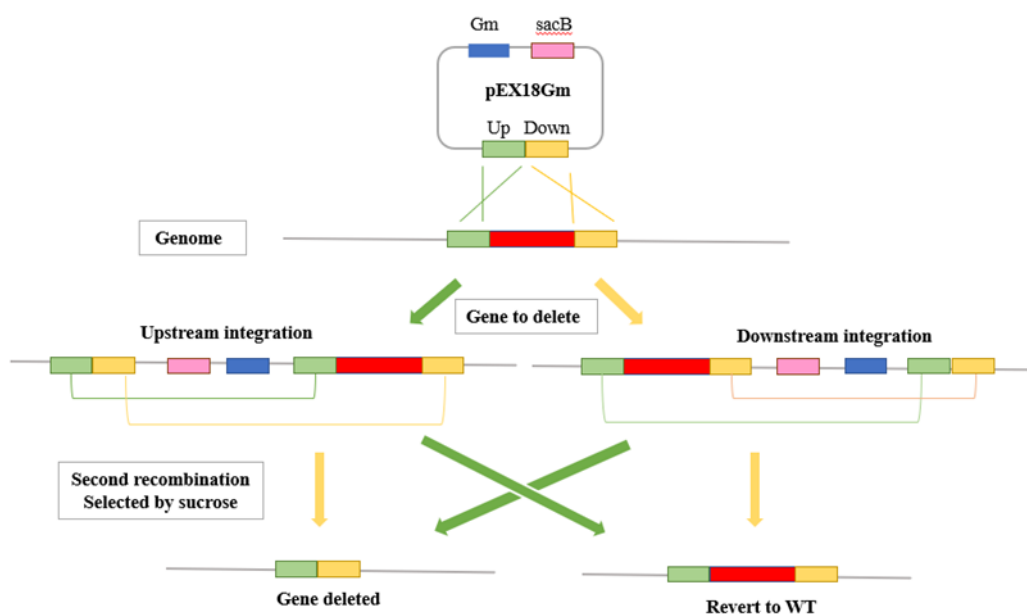 Gm sacB
pEX18Gm
Up Down
Genome
Gene to delete
Upstream integration
Downstream integration
Second recombination
Selected by sucrose
Gene deleted
Revert to WT